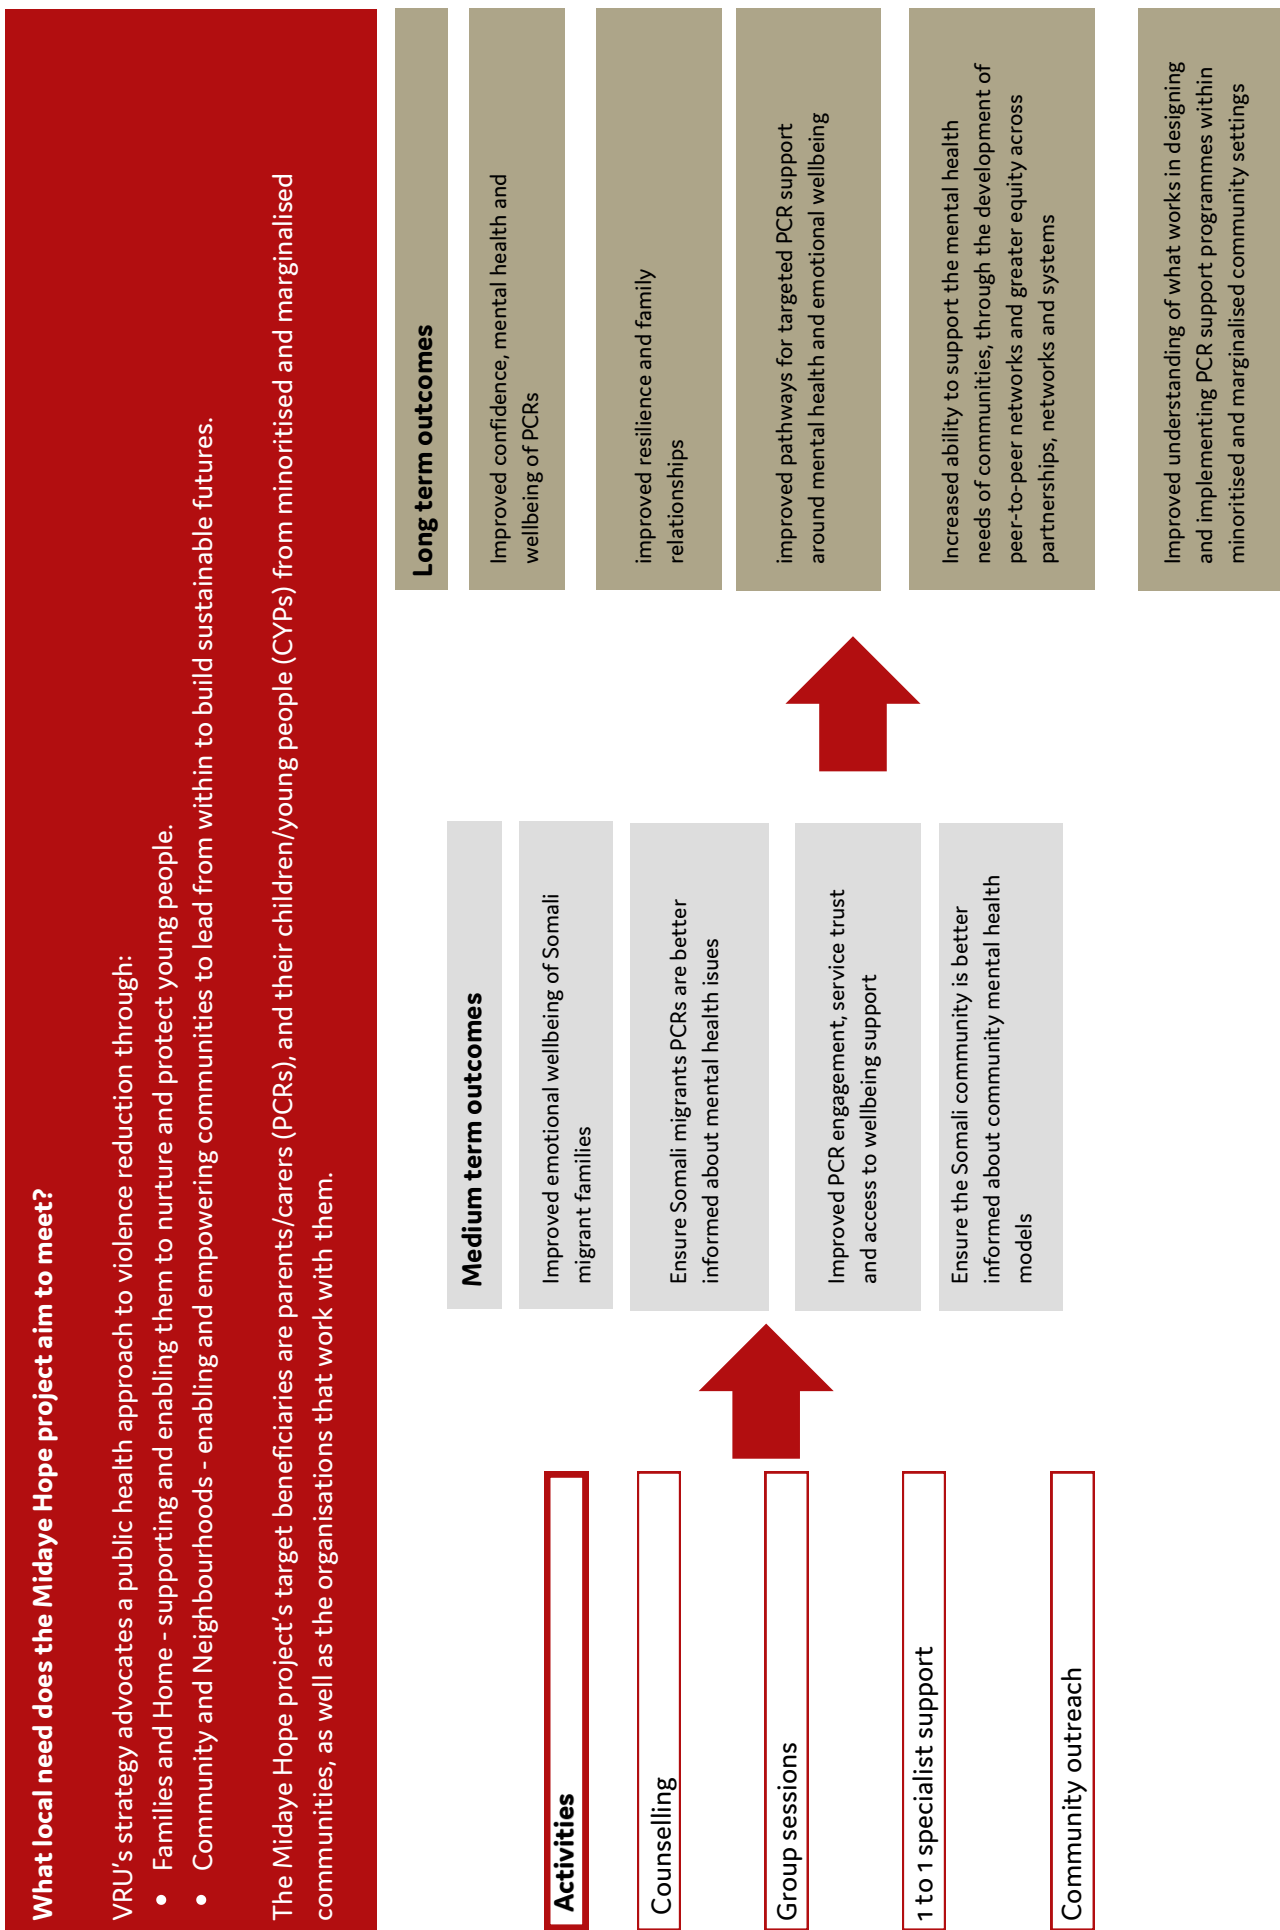 What local need does the Midaye Hope project aim to meet?
VRU's strategy advocates a public health approach to violence reduction through:
• Families and Home - supporting and enabling them to nurture and protect young people.
• Community and Neighbourhoods - enabling and empowering communities to lead from within to build sustainable futures.
The Midaye Hope project's target beneficiaries are parents/carers (PCRs), and their children/young people (CYPs) from minoritised and marginalised
communities, as well as the organisations that work with them.
Activities
Counselling
Group sessions
1 to 1 specialist support
Community outreach
Medium term outcomes
Improved emotional wellbeing of Somali
migrant families
Ensure Somali migrants PCRs are better
informed about mental health issues
Improved PCR engagement, service trust
and access to wellbeing support
Ensure the Somali community is better
informed about community mental health
models
Long term outcomes
Improved confidence, mental health and
wellbeing of PCRs
improved resilience and family
relationships
improved pathways for targeted PCR support
around mental health and emotional wellbeing
Increased ability to support the mental health
needs of communities, through the development of
peer-to-peer networks and greater equity across
partnerships, networks and systems
Improved understanding of what works in designing
and implementing PCR support programmes within
minoritised and marginalised community settings